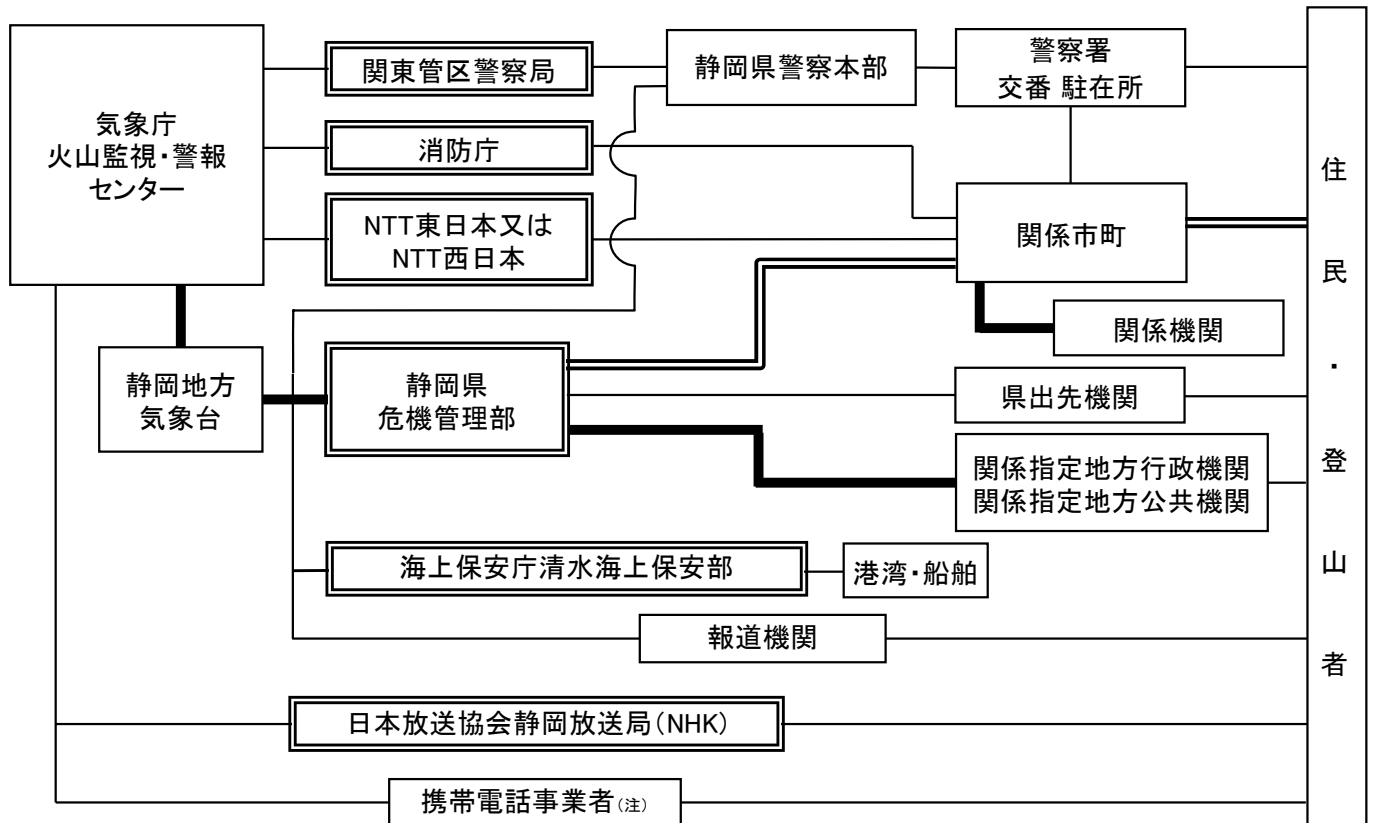 気象庁
火山監視・警報
センター
関東管区警察局
静岡県警察本部
警察署
交番 駐在所
消防庁
NTT東日本又は
NTT西日本
関係市町
関係機関
静岡地方
気象台
静岡県
危機管理部
県出先機関
関係指定地方行政機関
関係指定地方公共機関
海上保安庁清水海上保安部
港湾・船舶
報道機関
日本放送協会静岡放送局(NHK)
携帯電話事業者(注)
住民・登山者